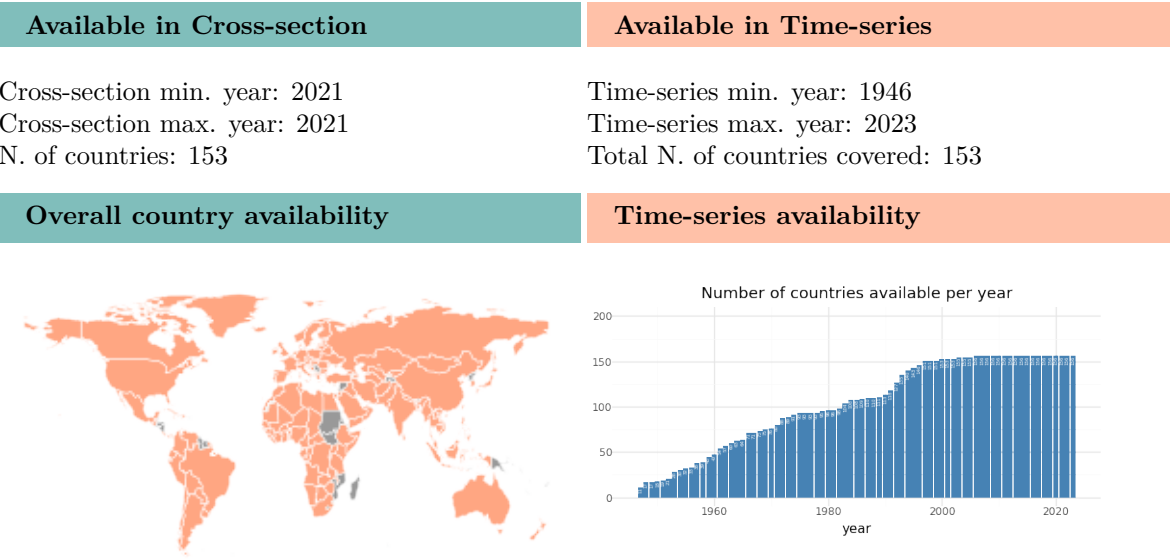 Available in Cross-section
Available in Time-series
Cross-section min. year: 2021
Cross-section max. year: 2021
N. of countries: 153
Time-series min. year: 1946
Time-series max. year: 2023
Total N. of countries covered: 153
Overall country availability
Time-series availability
Number of countries available per year
200
150
100
50
0
1960 1980 2000 2020
year